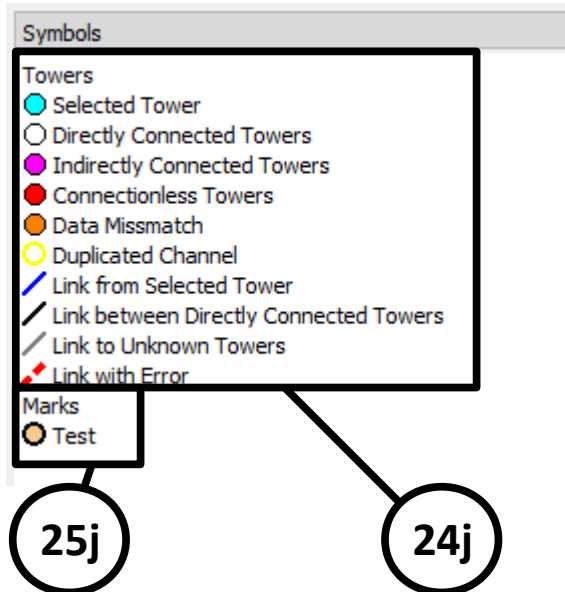 Symbols
Towers
Selected Tower
Directly Connected Towers
Indirectly Connected Towers
Connectionless Towers
Data Missmatch
Duplicated Channel
Link from Selected Tower
Link between Directly Connected Towers
Link to Unknown Towers
Link with Error
Marks
Test
25j
24j